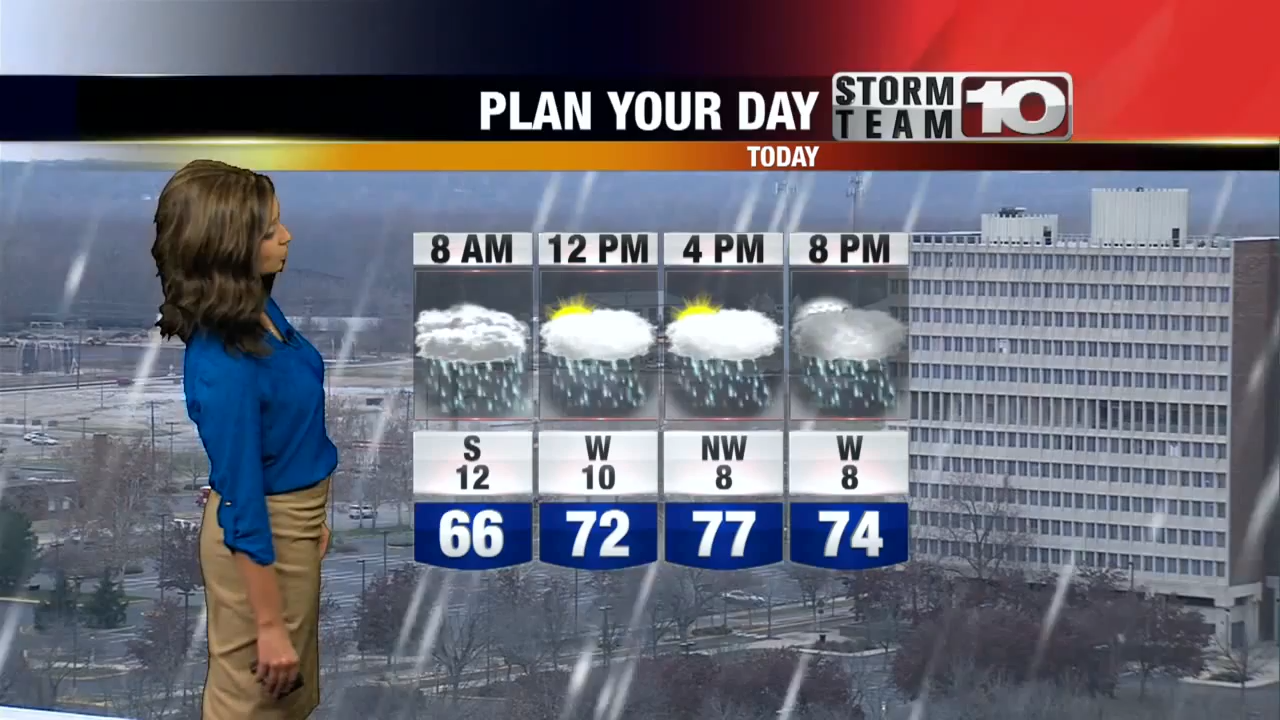 PLAN YOUR DAY
STORM TEAM 10
TODAY
8 AM 12 PM 4 PM 8 PM
S W NW W
12 10 8 8
66 72 77 74